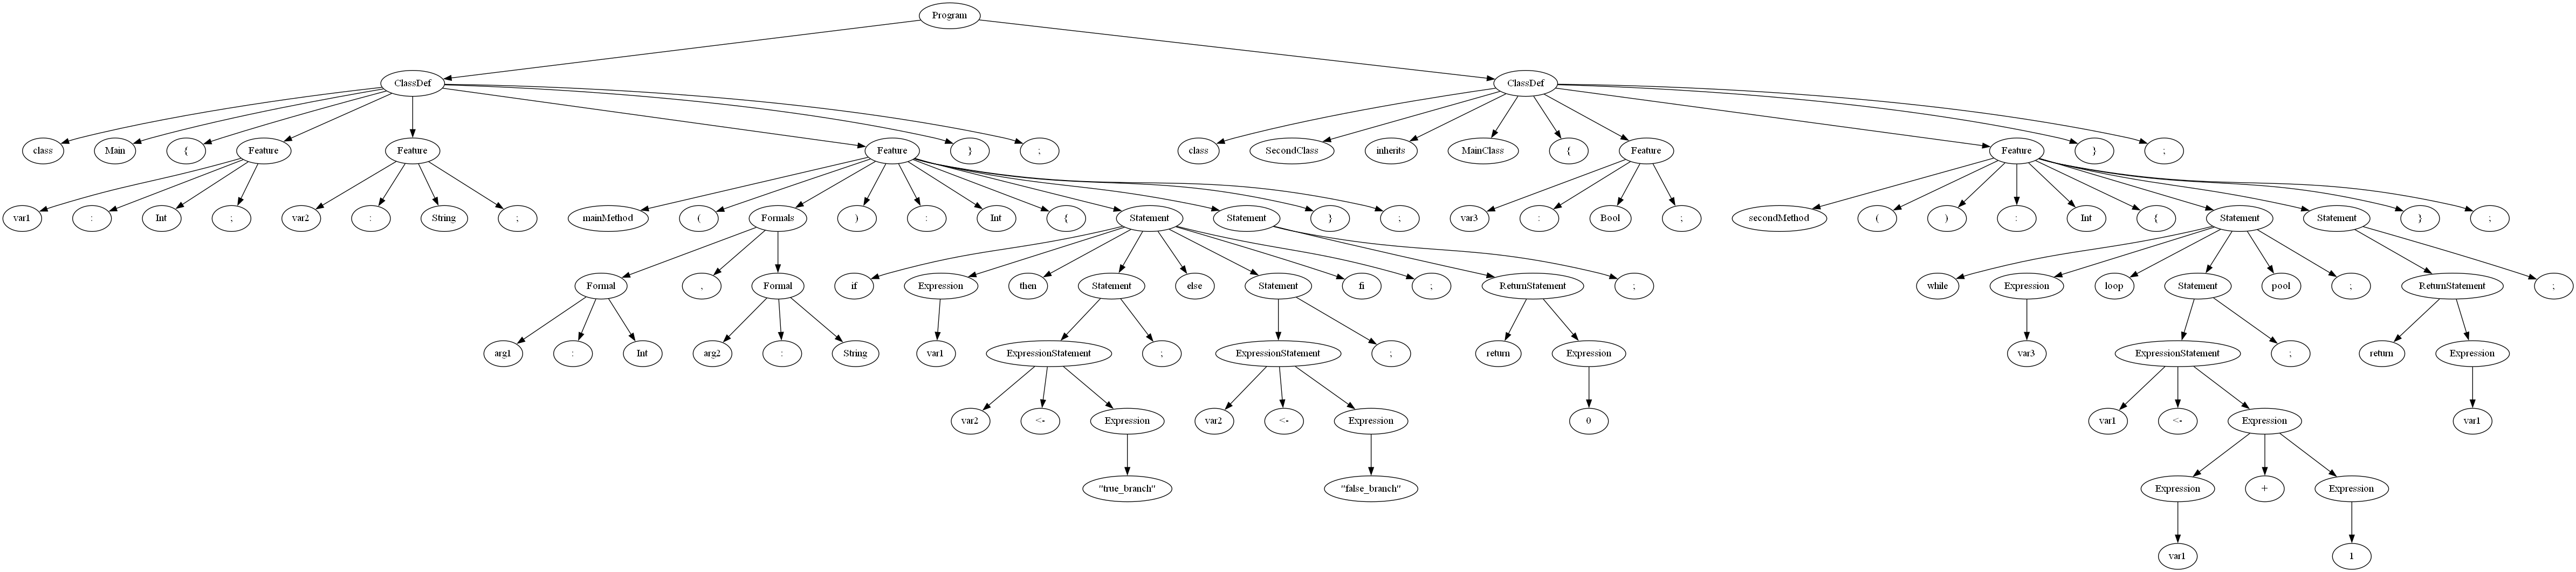 Program
ClassDef ClassDef
class Main { Feature Feature Feature } ; class SecondClass inherits MainClass { Feature Feature } ;
var1 : Int ; var2 : String ; mainMethod ( Formals ) : Int { Statement Statement } ; var3 : Bool ; secondMethod ( ) : Int { Statement Statement } ;
Formal , Formal if Expression then Statement else Statement fi ; ReturnStatement ; while Expression loop Statement pool ; ReturnStatement ;
arg1 : Int arg2 : String var1 ExpressionStatement ; ExpressionStatement ; return Expression var3 ExpressionStatement ; return Expression
var2 <- Expression var2 <- Expression 0 var1 <- Expression var1
"true_branch" "false_branch" Expression + Expression
var1 1